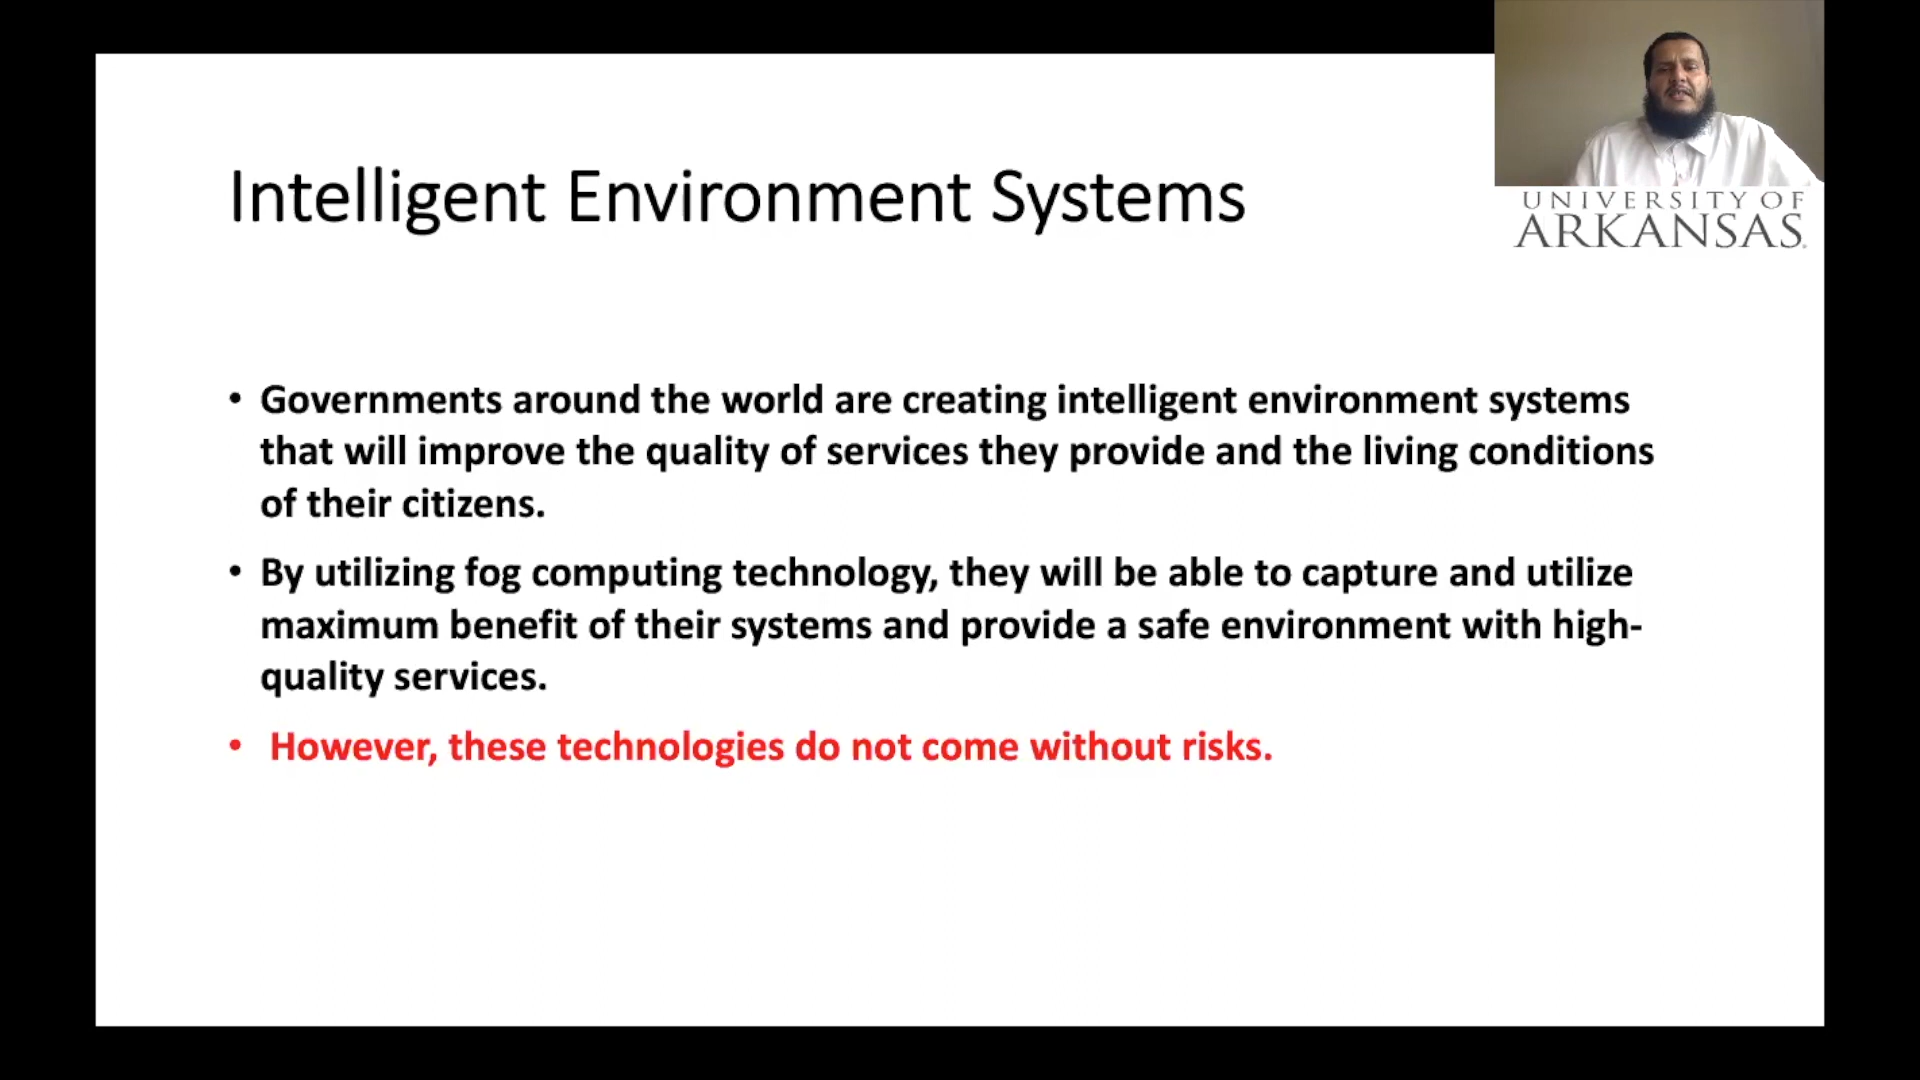 Intelligent Environment Systems
UNIVERSITY OF
ARKANSAS
• Governments around the world are creating intelligent environment systems
that will improve the quality of services they provide and the living conditions
of their citizens.
• By utilizing fog computing technology, they will be able to capture and utilize
maximum benefit of their systems and provide a safe environment with high-
quality services.
• However, these technologies do not come without risks.